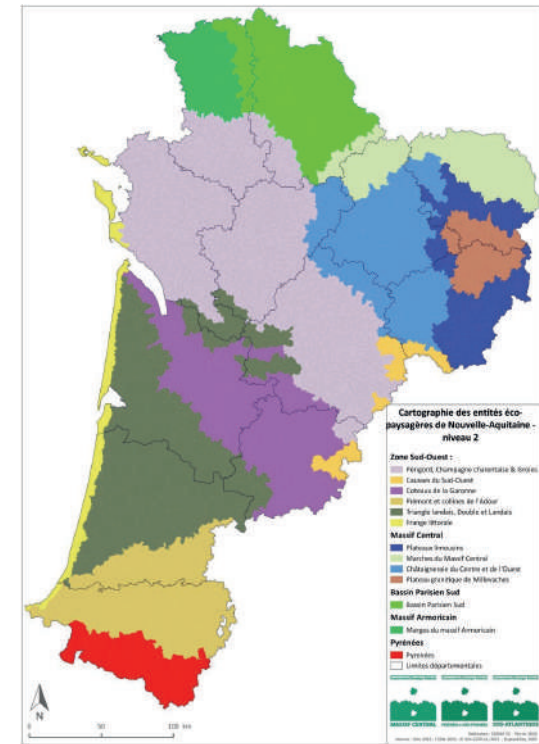 Cartographie des entités éco-
paysagères de Nouvelle-Aquitaine -
niveau 2
Zone Sud-Ouest :
Périgord, Champagne charentaise &
Causses du Sud-Ouest
Coteaux de la Garonne
Piémont et collines de l'Adour
Triangle landais, Double et Landais
Frange littorale
Massif Central
Plateaux limousins
Marches du Massif Central
Châtaigneraie du Centre et de l'Ouest
Plateau granitique de Millevaches
Bassin Parisien Sud
Bassin Parisien Sud
Massif Armoricain
Marges du massif Armoricain
Pyrénées
Pyrénées
Limites départementales
N
0 50 100 km
MASSIF CENTRAL
SUD-ATLANTIQUE